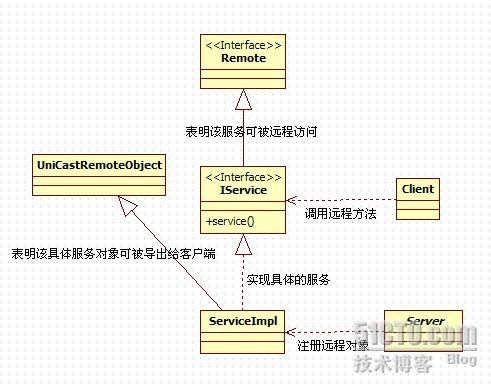 <<Interface>>
Remote
表明该服务可被远程访问
UniCastRemoteObject
<<Interface>>
IService
+service()
Client
调用远程方法
表明该具体服务对象可被导出给客户端
实现具体的服务
ServiceImpl
Server
注册远程对象
51CTO.com
技术博客 Blog